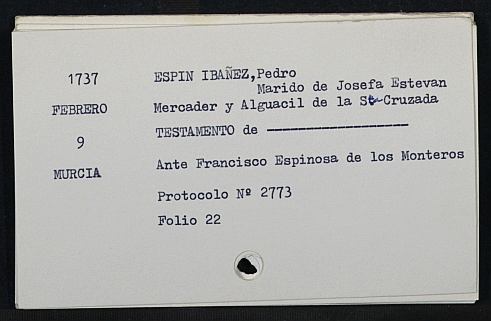 1737 ESPIN IBAÑEZ,Pedro
Marido de Josefa Estevan
FEBRERO Mercader y Alguacil de la Sta Cruzada
9 TESTAMENTO de ------------------
MURCIA Ante Francisco Espinosa de los Monteros
Protocolo Nº 2773
Folio 22